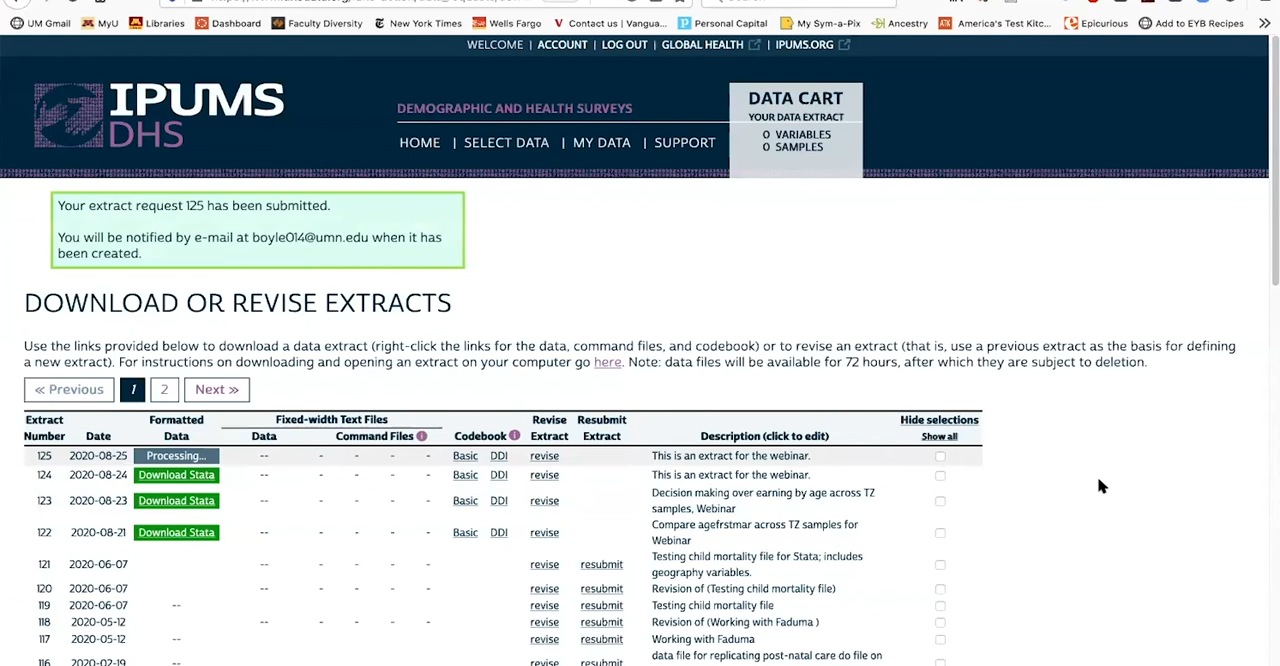 UM Gmail MyU Libraries Dashboard Faculty Diversity New York Times Wells Fargo Contact us | Vangua... Personal Capital My Sym-a-Pix Ancestry America's Test Kitc... Epicurious Add to EYB Recipes
WELCOME | ACCOUNT | LOG OUT | GLOBAL HEALTH | IPUMS.ORG
IPUMS
DHS
DEMOGRAPHIC AND HEALTH SURVEYS
HOME | SELECT DATA | MY DATA | SUPPORT
DATA CART
YOUR DATA EXTRACT
0 VARIABLES
0 SAMPLES
Your extract request 125 has been submitted.
You will be notified by e-mail at boyle014@umn.edu when it has
been created.
DOWNLOAD OR REVISE EXTRACTS
Use the links provided below to download a data extract (right-click the links for the data, command files, and codebook) or to revise an extract (that is, use a previous extract as the basis for defining
a new extract). For instructions on downloading and opening an extract on your computer go here. Note: data files will be available for 72 hours, after which they are subject to deletion.
« Previous 1 2 Next »
Extract Formatted Fixed-width Text Files Revise Resubmit Hide selections
Number Date Data Data Command Files Codebook Extract Extract Description (click to edit) Show all
125 2020-08-25 Processing... -- - - - - Basic DDI revise This is an extract for the webinar.
124 2020-08-24 Download Stata -- - - - - Basic DDI revise This is an extract for the webinar.
123 2020-08-23 Download Stata -- - - - - Basic DDI revise Decision making over earning by age across TZ
samples, Webinar
122 2020-08-21 Download Stata -- - - - - Basic DDI revise Compare agefrstmar across TZ samples for
Webinar
121 2020-06-07 -- - - - - revise resubmit Testing child mortality file for Stata; includes
geography variables.
120 2020-06-07 -- - - - - revise resubmit Revision of (Testing child mortality file)
119 2020-06-07 -- revise resubmit Testing child mortality file
118 2020-05-12 -- - - - - revise resubmit Revision of (Working with Faduma )
117 2020-05-12 -- revise resubmit Working with Faduma
116 2020-02-19 -- revise resubmit data file for replicating post-natal care do file on